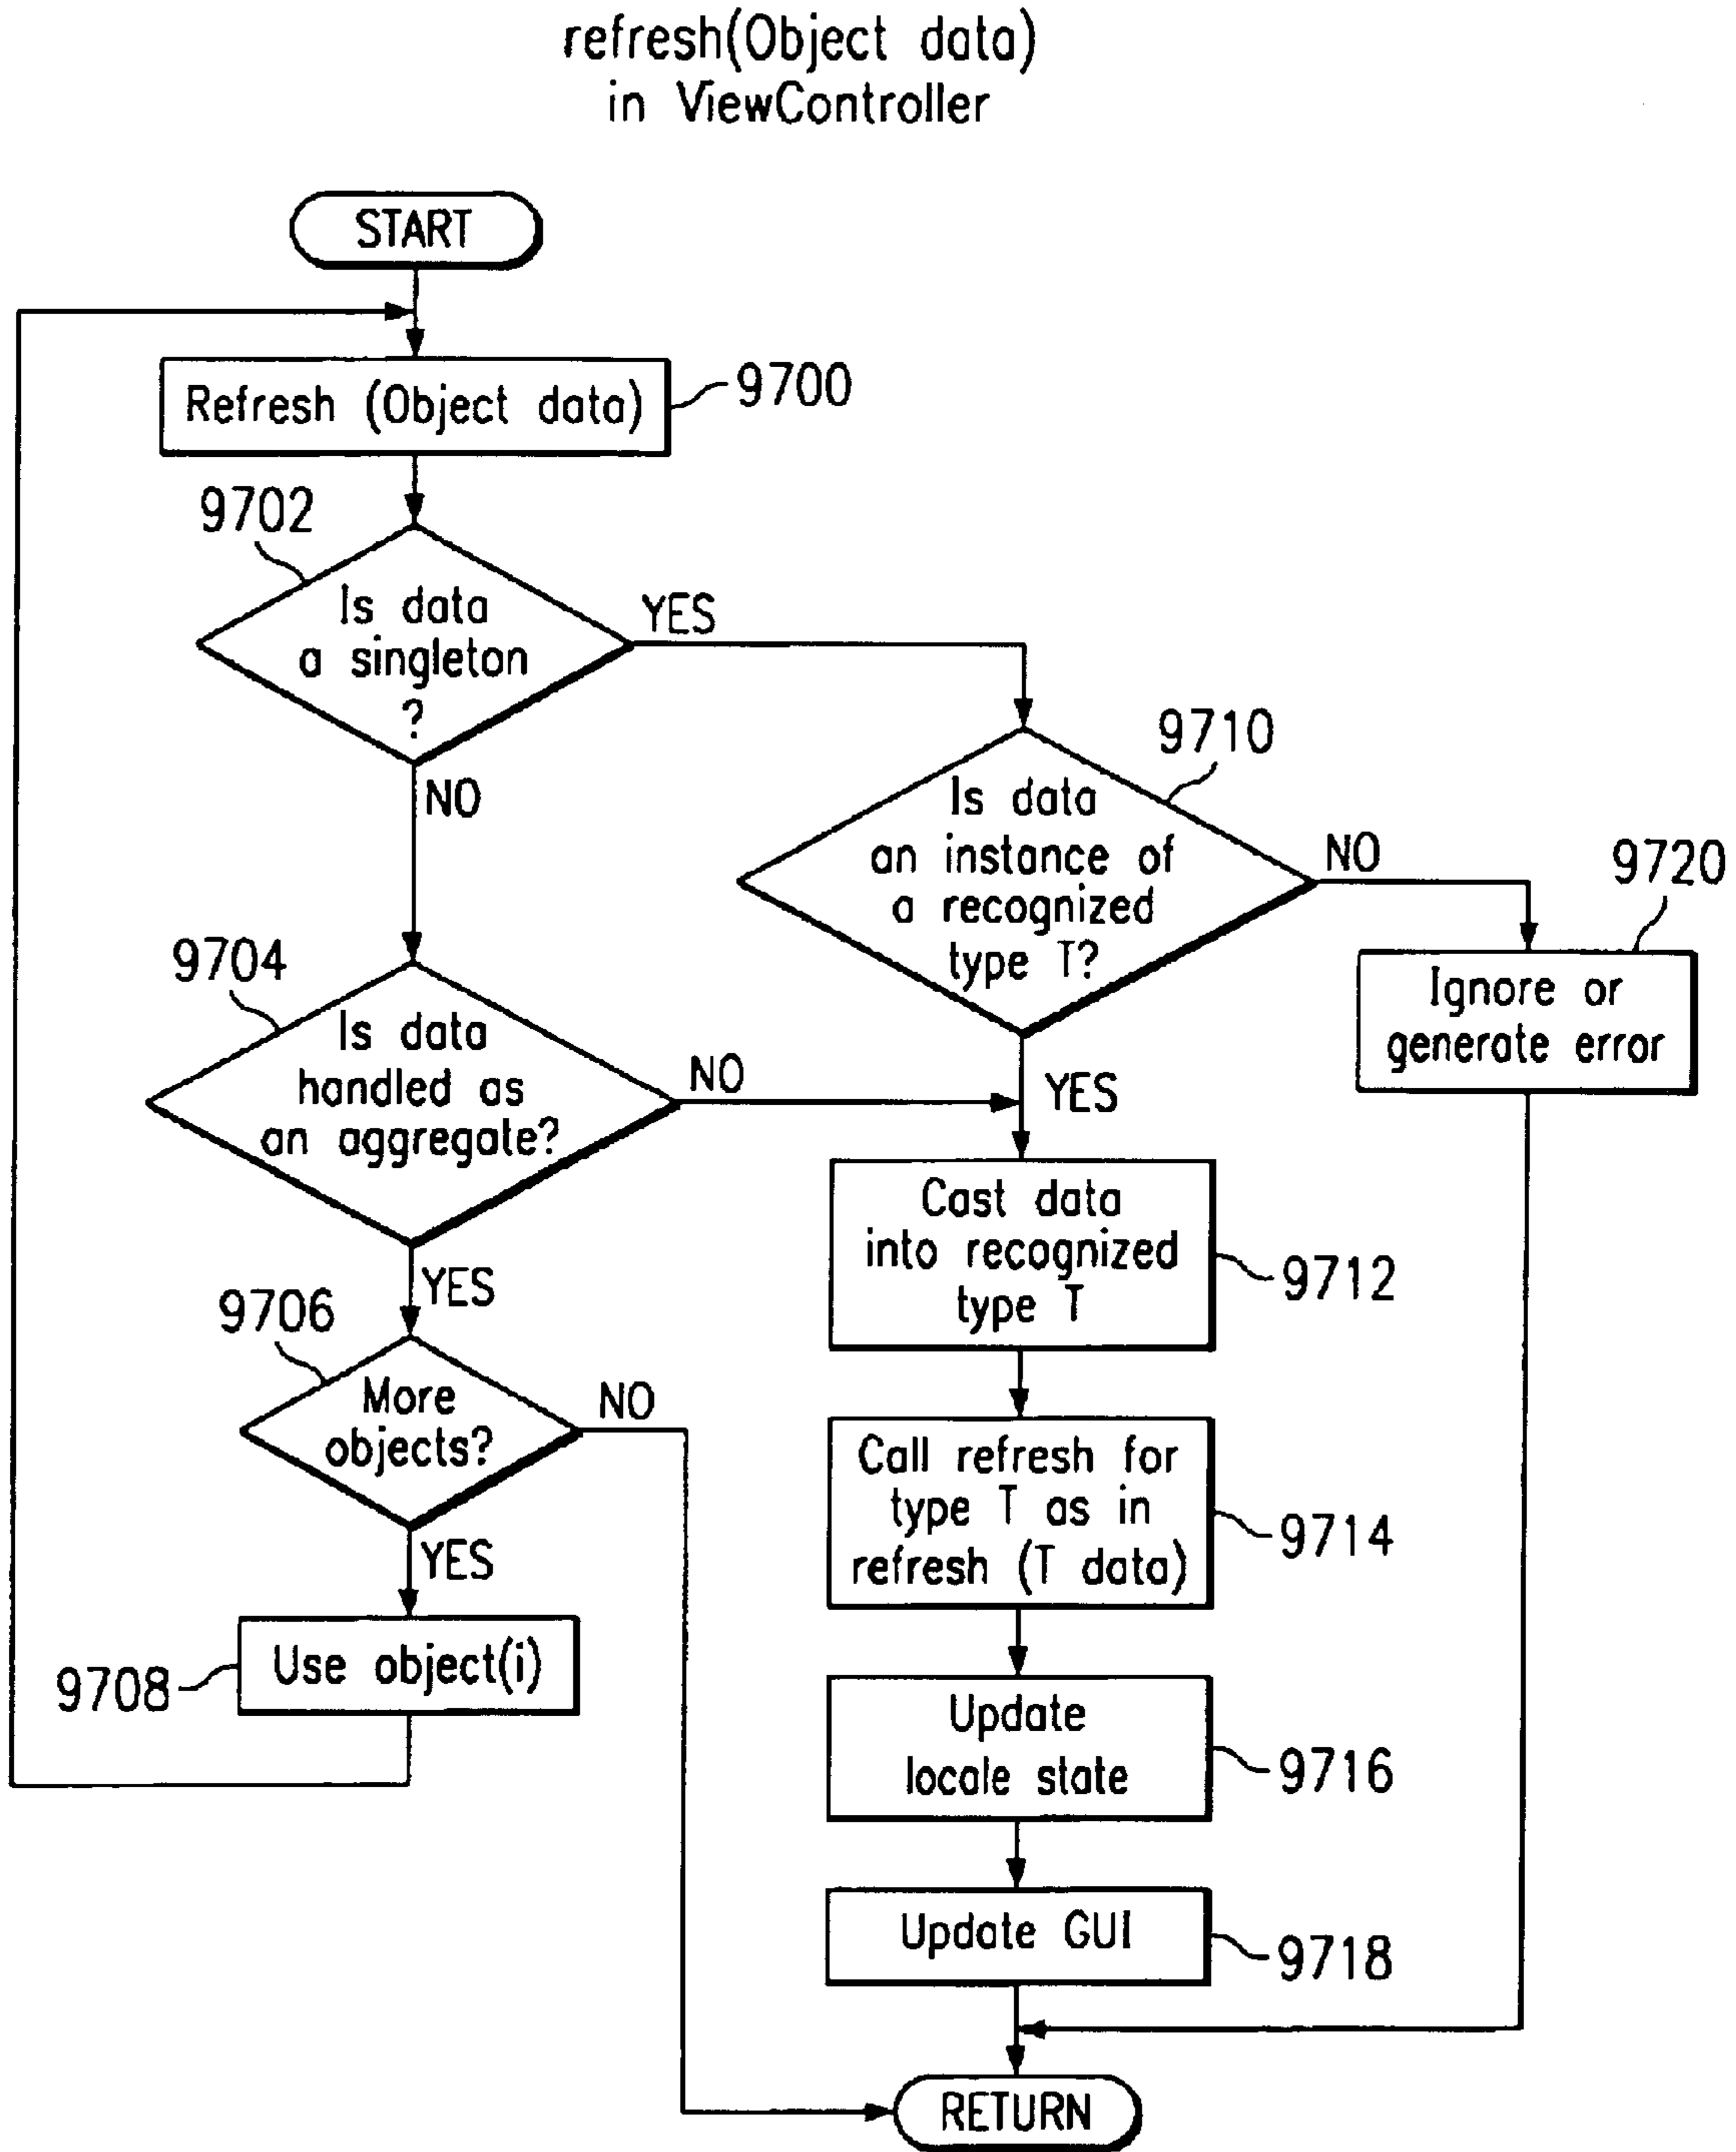 refresh(Object data)
in ViewController
START
Refresh (Object data)
9700
9702
Is data
a singleton
?
YES
NO
9710
Is data
an instance of
a recognized
type T?
NO
YES
9720
Ignore or
generate error
9704
Is data
handled as
an aggregate?
NO
YES
Cast data
into recognized
type T
9712
9706
More
objects?
NO
YES
Call refresh for
type T as in
refresh (T data)
9714
Use object(i)
9708
Update
locale state
9716
Update GUI
9718
RETURN